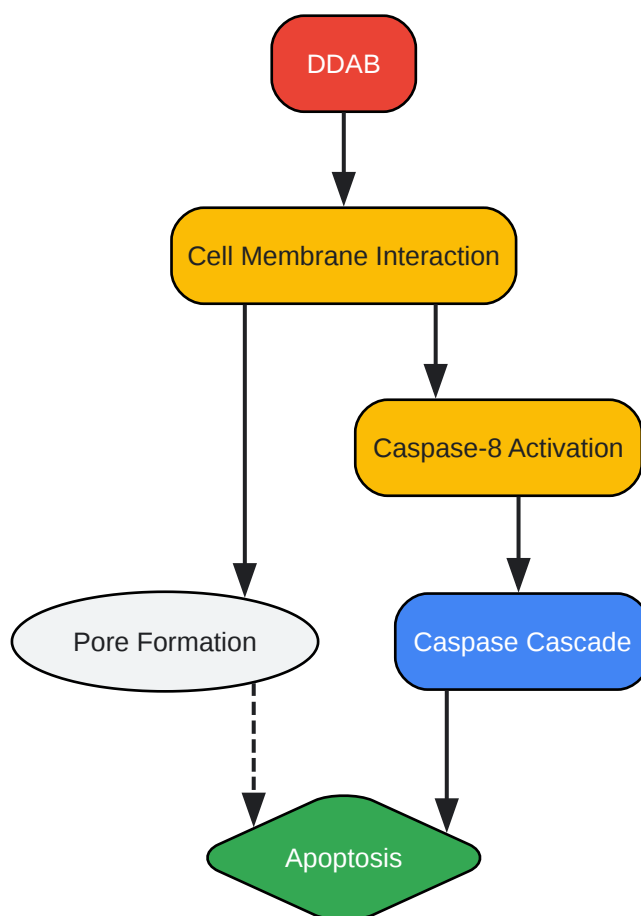 DDAB
Cell Membrane Interaction
Caspase-8 Activation
Pore Formation
Caspase Cascade
Apoptosis